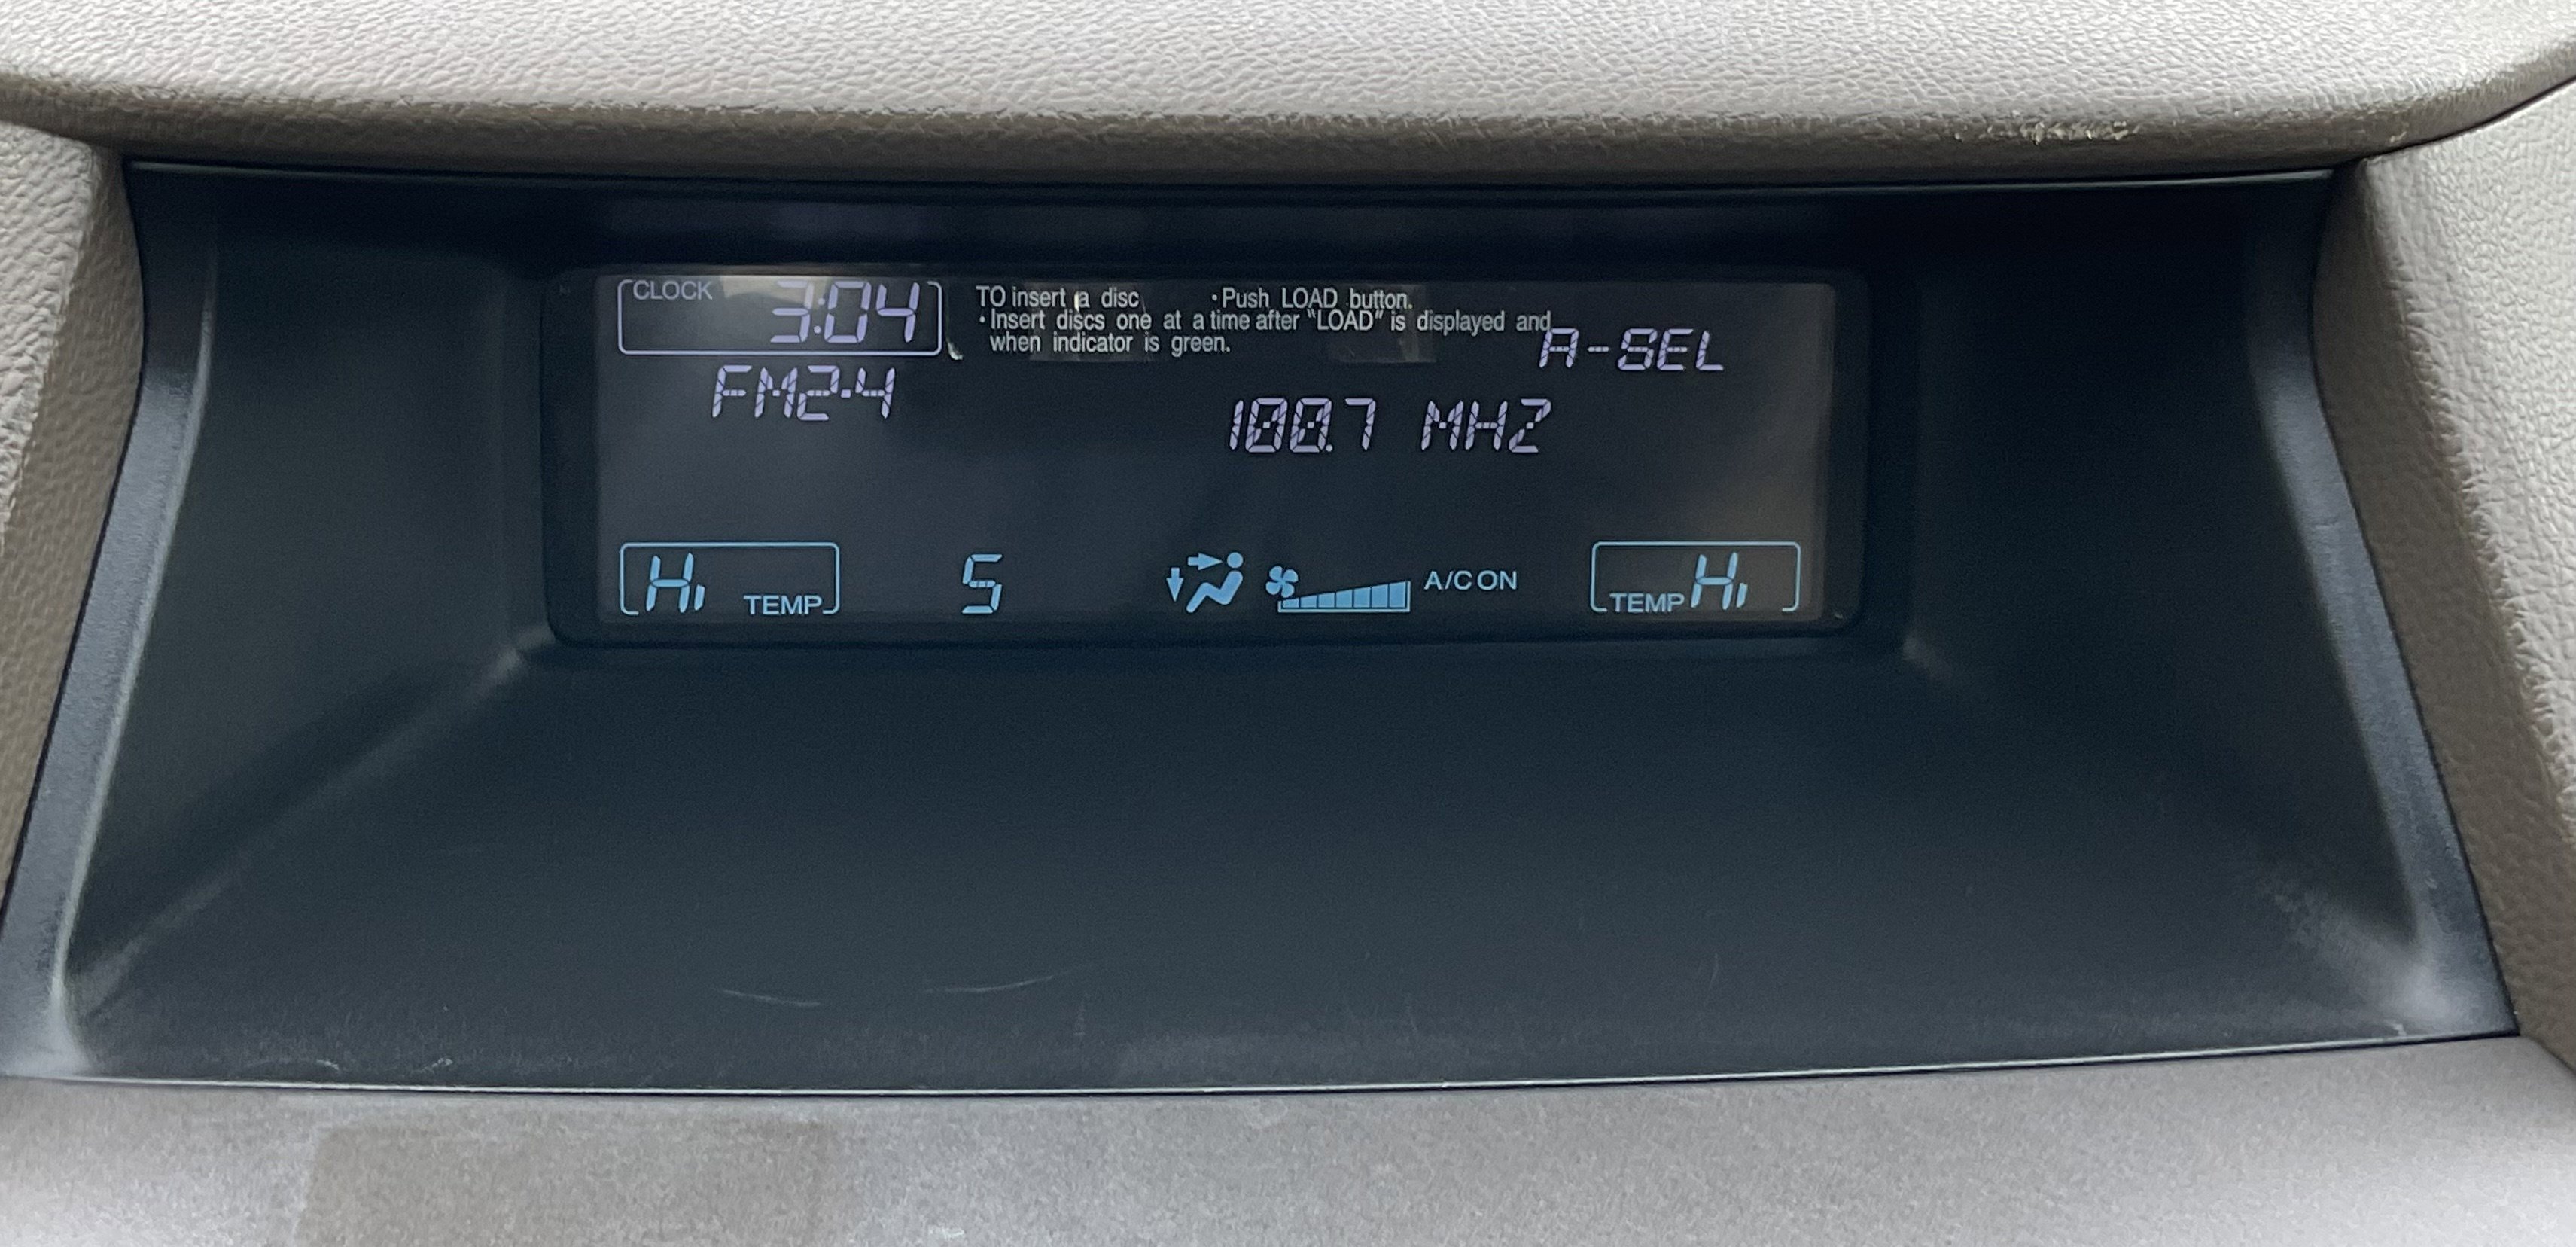 CLOCK 3:04
TO insert a disc •Push LOAD button.
•Insert discs one at a time after "LOAD" is displayed and
when indicator is green.
A-SEL
FM2-4
100.7 MHZ
Hi TEMP 5 A/C ON TEMP Hi